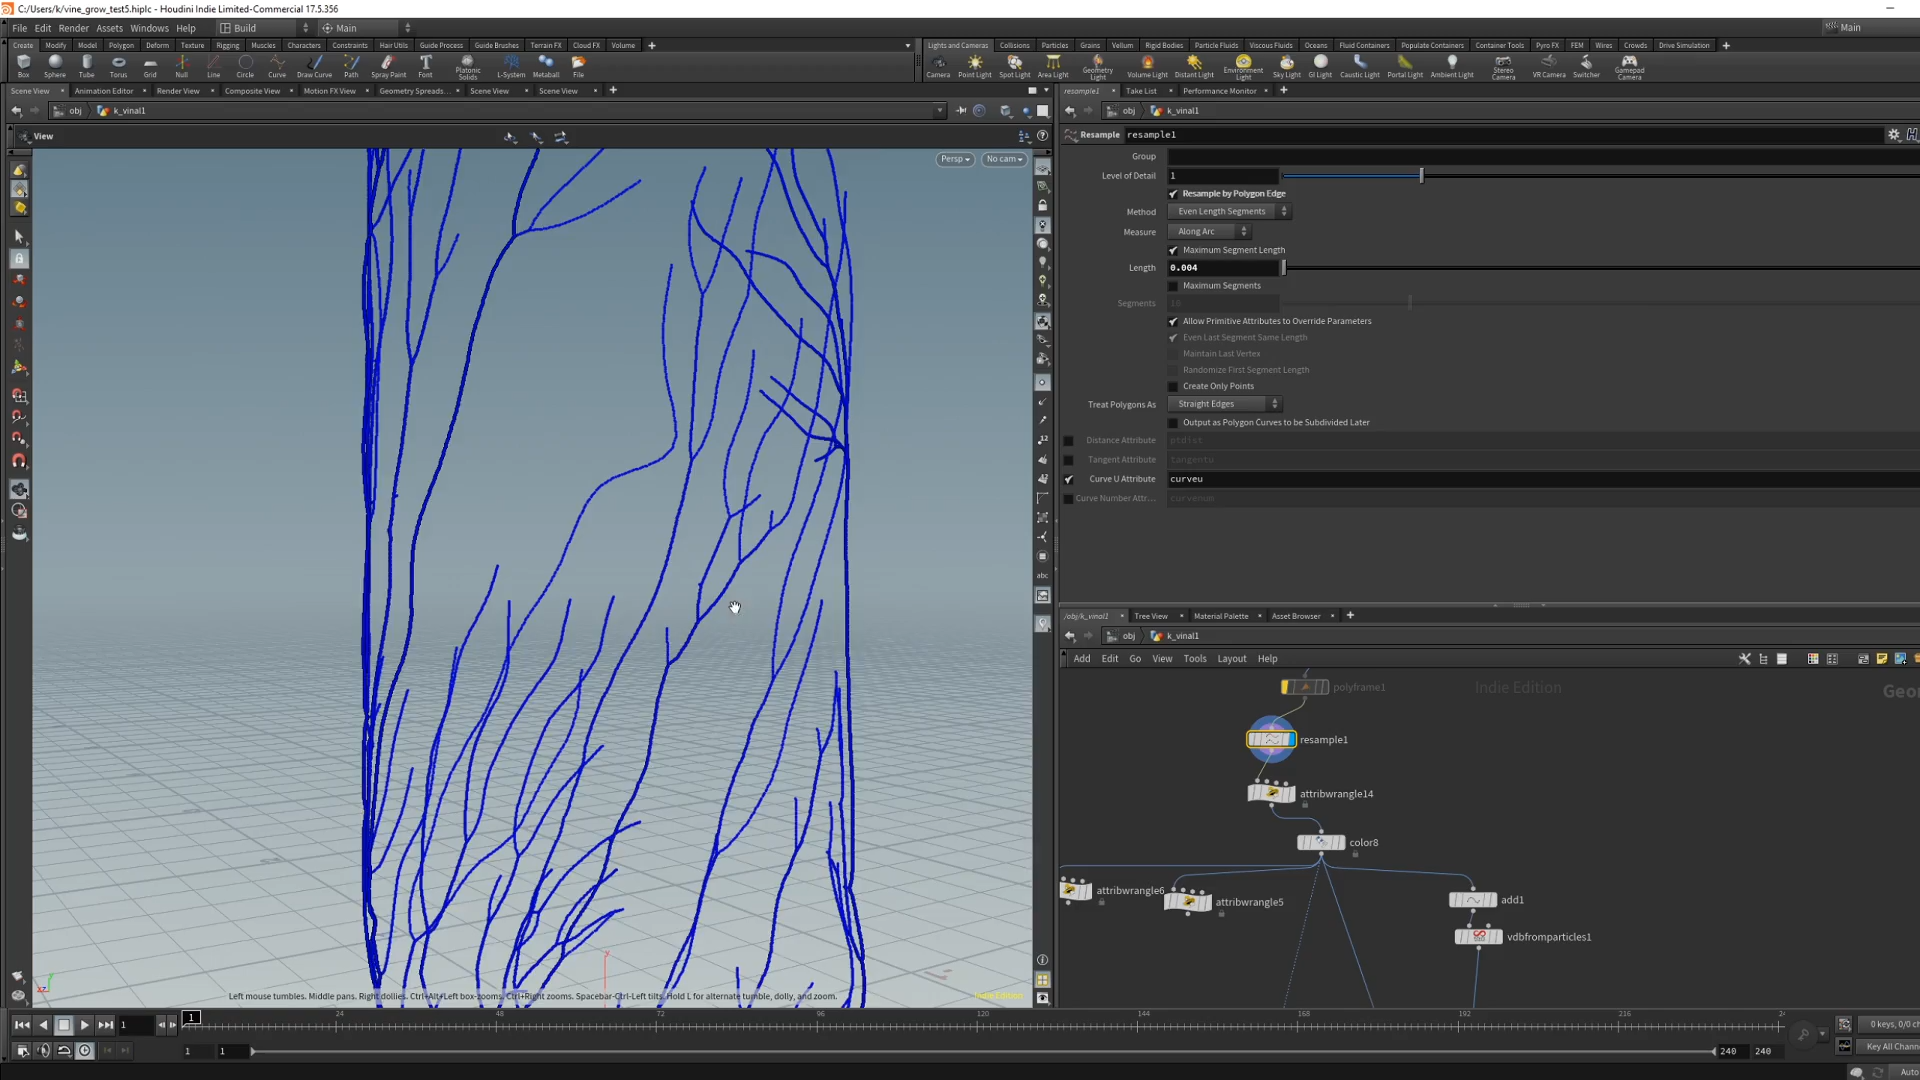 C:/Users/k/vine_grow_test5.hiplc - Houdini Indie Limited-Commercial 17.5.356
File Edit Render Assets Windows Help Build Main Main
Create Modify Model Polygon Deform Texture Rigging Muscles Characters Constraints Hair Utils Guide Process Guide Brushes Terrain FX Cloud FX Volume
Lights and Cameras Collisions Particles Grains Vellum Rigid Bodies Particle Fluids Viscous Fluids Oceans Fluid Containers Populate Containers Container Tools Pyro FX FEM Wires Crowds Drive Simulation
Box Sphere Tube Torus Grid Null Line Circle Curve Draw Curve Path Spray Paint Font Platonic Solids L-System Metaball File
Camera Point Light Spot Light Area Light Geometry Light Volume Light Distant Light Environment Light Sky Light GI Light Caustic Light Portal Light Ambient Light Stereo Camera VR Camera Switcher Gamepad Camera
Scene View Animation Editor Render View Composite View Motion FX View Geometry Spreads... Scene View Scene View
resample1 Take List Performance Monitor
obj k_vinal1
obj k_vinal1
View
Persp No cam
Resample resample1
Group
Level of Detail 1
Resample by Polygon Edge
Method Even Length Segments
Measure Along Arc
Maximum Segment Length
Length 0.004
Maximum Segments
Segments 10
Allow Primitive Attributes to Override Parameters
Even Last Segment Same Length
Maintain Last Vertex
Randomize First Segment Length
Create Only Points
Treat Polygons As Straight Edges
Output as Polygon Curves to be Subdivided Later
Distance Attribute ptdist
Tangent Attribute tangentu
Curve U Attribute curveu
Curve Number Attr... curvenum
abc
/obj/k_vinal1 Tree View Material Palette Asset Browser
obj k_vinal1
Add Edit Go View Tools Layout Help
Indie Edition
Geo
polyframe1
resample1
attribwrangle14
color8
attribwrangle6
attribwrangle5
add1
vdbfromparticles1
Left mouse tumbles. Middle pans. Right dollies. Ctrl+Alt+Left box-zooms. Ctrl+Right zooms. Spacebar-Ctrl-Left tilts. Hold L for alternate tumble, dolly, and zoom.
Indie Edition
1 1 24 48 72 96 120 144 168 192 216 24
0 keys, 0/0 ch
1 1 240 240
Key All Chann
Auto